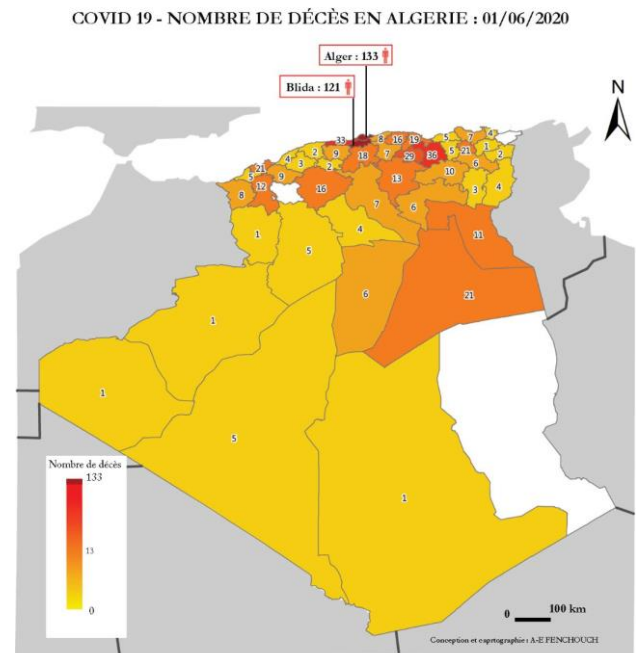 COVID 19 - NOMBRE DE DÉCÈS EN ALGERIE : 01/06/2020
Alger : 133
Blida : 121
N
33 8 16 19 5 7 4
2 9 18 7 29 36 5 21 1 2
21 4 3 2 6
5 9 10
8 12 16 13 3 4
7 6
1 5 4 11
6 21
1
1
5
1
Nombre de décès
133
13
0
0 100 km
Conception et caprtographie : A-E FENCHOUCH